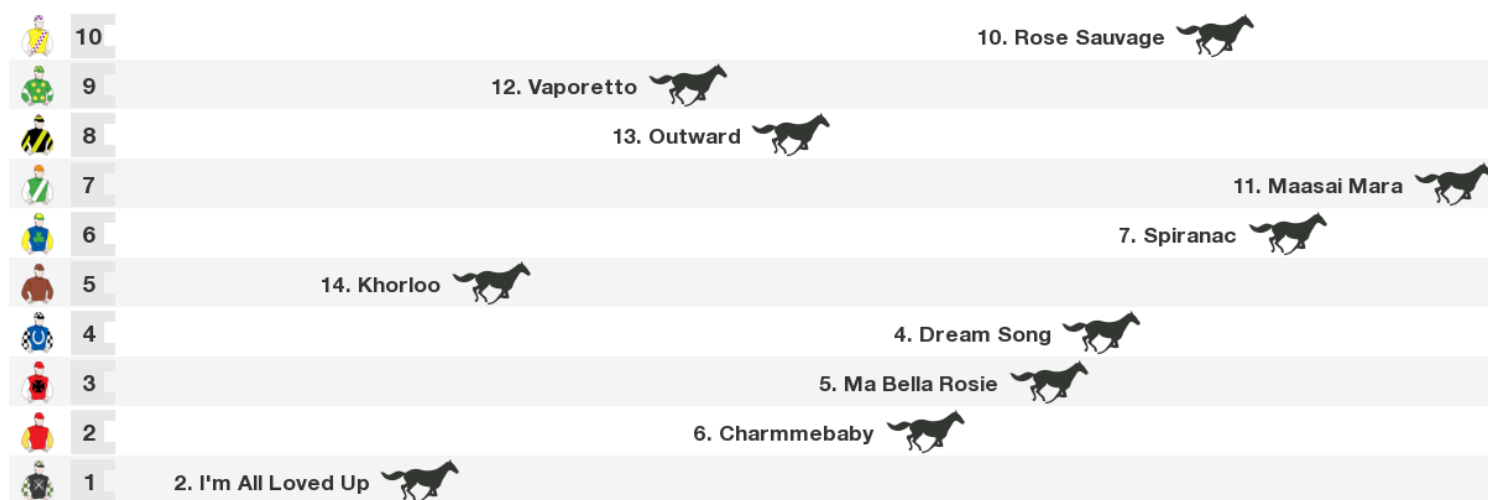 10 10. Rose Sauvage
9 12. Vaporetto
8 13. Outward
7 11. Maasai Mara
6 7. Spiranac
5 14. Khorloo
4 4. Dream Song
3 5. Ma Bella Rosie
2 6. Charmmebaby
1 2. I'm All Loved Up